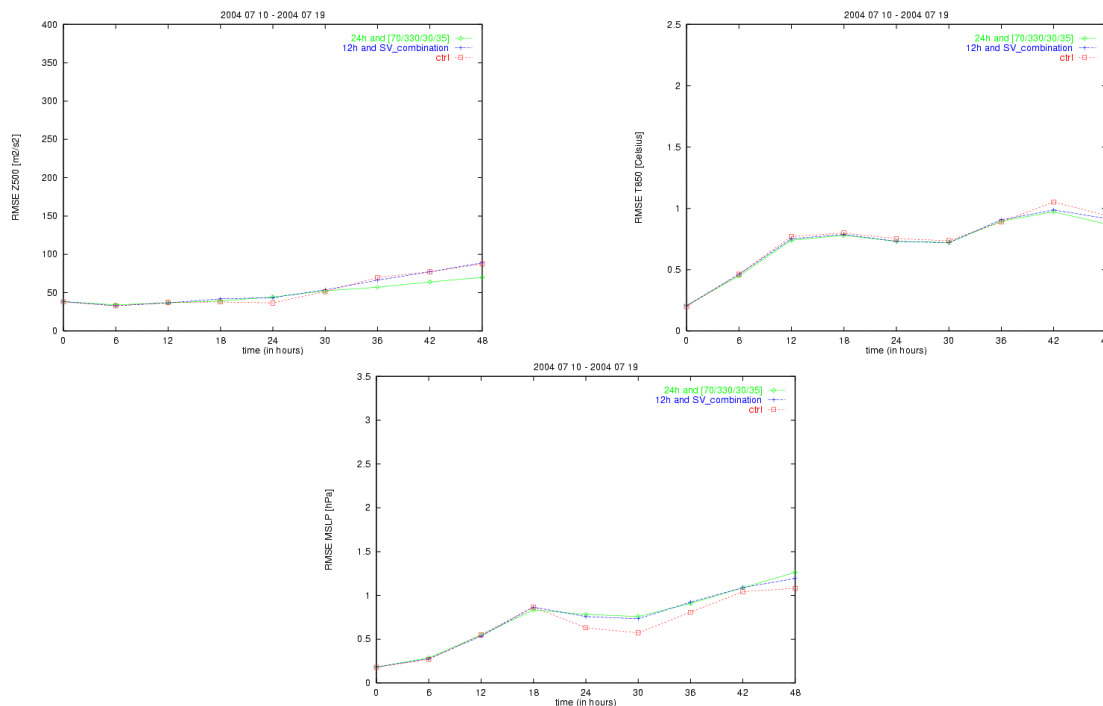 2004 07 10 - 2004 07 19
400
350
300
250
200
150
100
50
0
RMSE Z500 [m2/s2]
24h and [70/330/30/35]
12h and SV_combination
ctrl
0 6 12 18 24 30 36 42 48
time (in hours)
2004 07 10 - 2004 07 19
2.5
2
1.5
1
0.5
0
RMSE T850 [Celsius]
24h and [70/330/30/35]
12h and SV_combination
ctrl
0 6 12 18 24 30 36 42
time (in hours)
2004 07 10 - 2004 07 19
3.5
3
2.5
2
1.5
1
0.5
0
RMSE MSLP [hPa]
24h and [70/330/30/35]
12h and SV_combination
ctrl
0 6 12 18 24 30 36 42 48
time (in hours)